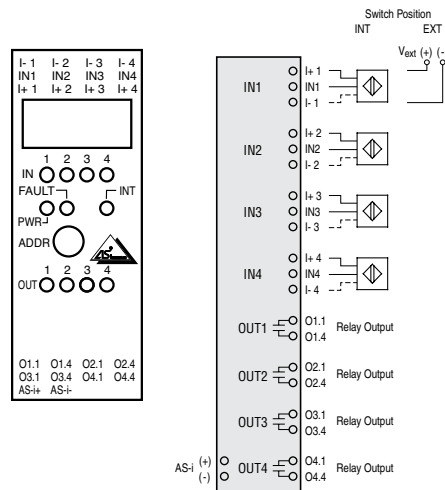 I- 1 I- 2 I- 3 I- 4
IN1 IN2 IN3 IN4
I+ 1 I+ 2 I+ 3 I+ 4
1 2 3 4
IN
FAULT INT
PWR
ADDR
1 2 3 4
OUT
O1.1 O1.4 O2.1 O2.4
O3.1 O3.4 O4.1 O4.4
AS-i+ AS-i-
Switch Position
INT EXT
Vext (+) (-
I+ 1
IN1 IN1
I- 1
I+ 2
IN2 IN2
I- 2
I+ 3
IN3 IN3
I- 3
I+ 4
IN4 IN4
I- 4
OUT1 O1.1 Relay Output
O1.4
OUT2 O2.1 Relay Output
O2.4
OUT3 O3.1 Relay Output
O3.4
AS-i (+) OUT4 O4.1 Relay Output
(-) O4.4